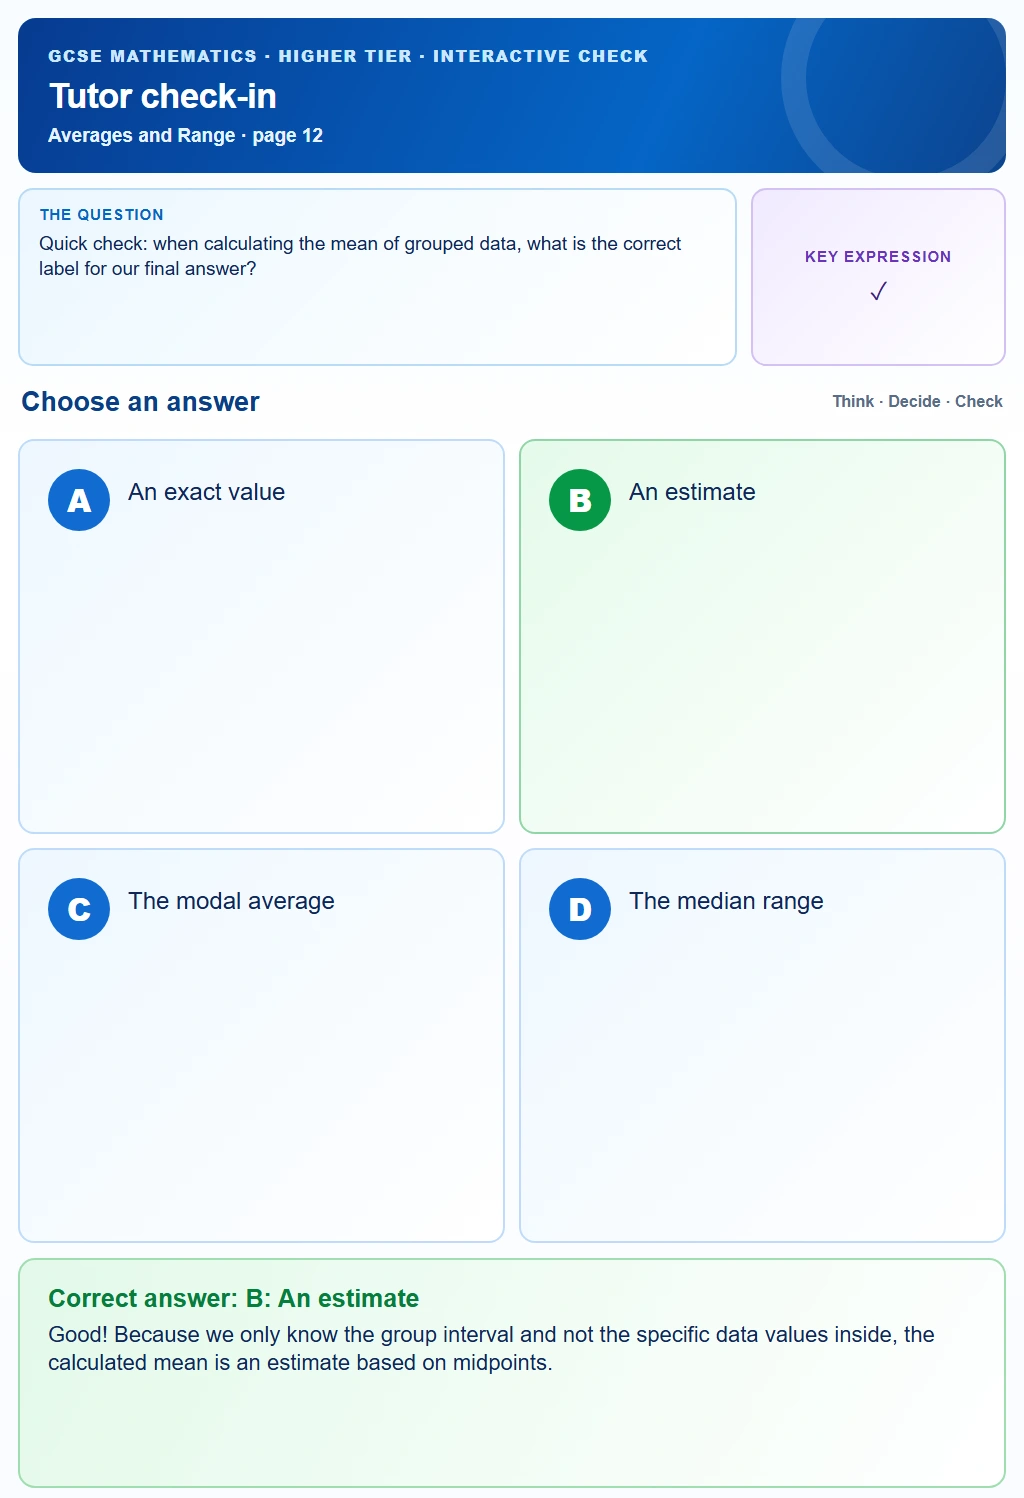 GCSE MATHEMATICS · HIGHER TIER · INTERACTIVE CHECK
Tutor check-in
Averages and Range · page 12
THE QUESTION
Quick check: when calculating the mean of grouped data, what is the correct
label for our final answer?
KEY EXPRESSION
✓
Choose an answer
Think · Decide · Check
A
An exact value
B
An estimate
C
The modal average
D
The median range
Correct answer: B: An estimate
Good! Because we only know the group interval and not the specific data values inside, the
calculated mean is an estimate based on midpoints.